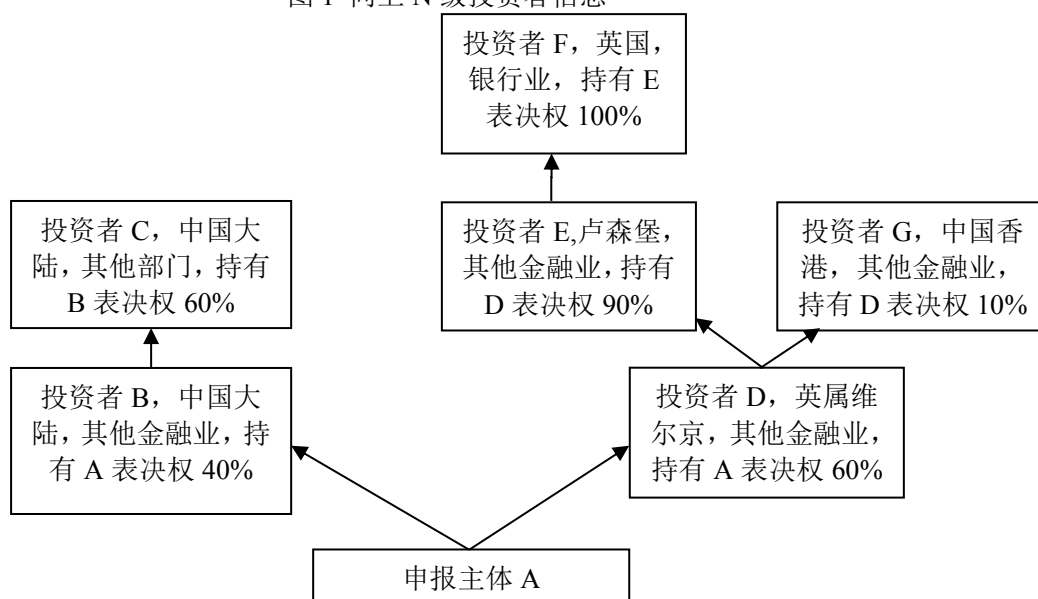 投资者 F，英国，
银行业，持有 E
表决权 100%
投资者 C，中国大
陆，其他部门，持有
B 表决权 60%
投资者 E,卢森堡，
其他金融业，持有
D 表决权 90%
投资者 G，中国香
港，其他金融业，
持有 D 表决权 10%
投资者 B，中国大
陆，其他金融业，持
有 A 表决权 40%
投资者 D，英属维
尔京，其他金融业，
持有 A 表决权 60%
申报主体 A